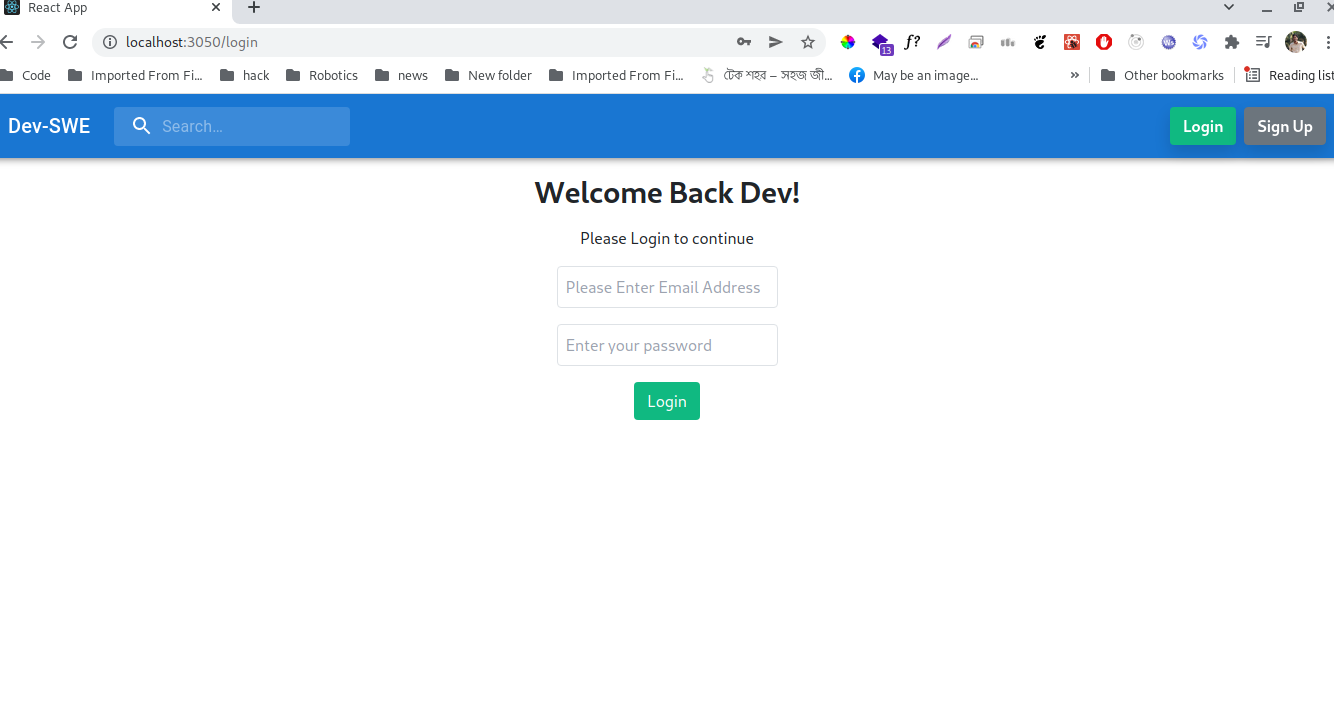 React App
localhost:3050/login
13
f?
Code Imported From Fi... hack Robotics news New folder Imported From Fi... টেক শহর – সহজ জী... May be an image... » Other bookmarks Reading list
Dev-SWE Search... Login Sign Up
Welcome Back Dev!
Please Login to continue
Please Enter Email Address
Enter your password
Login